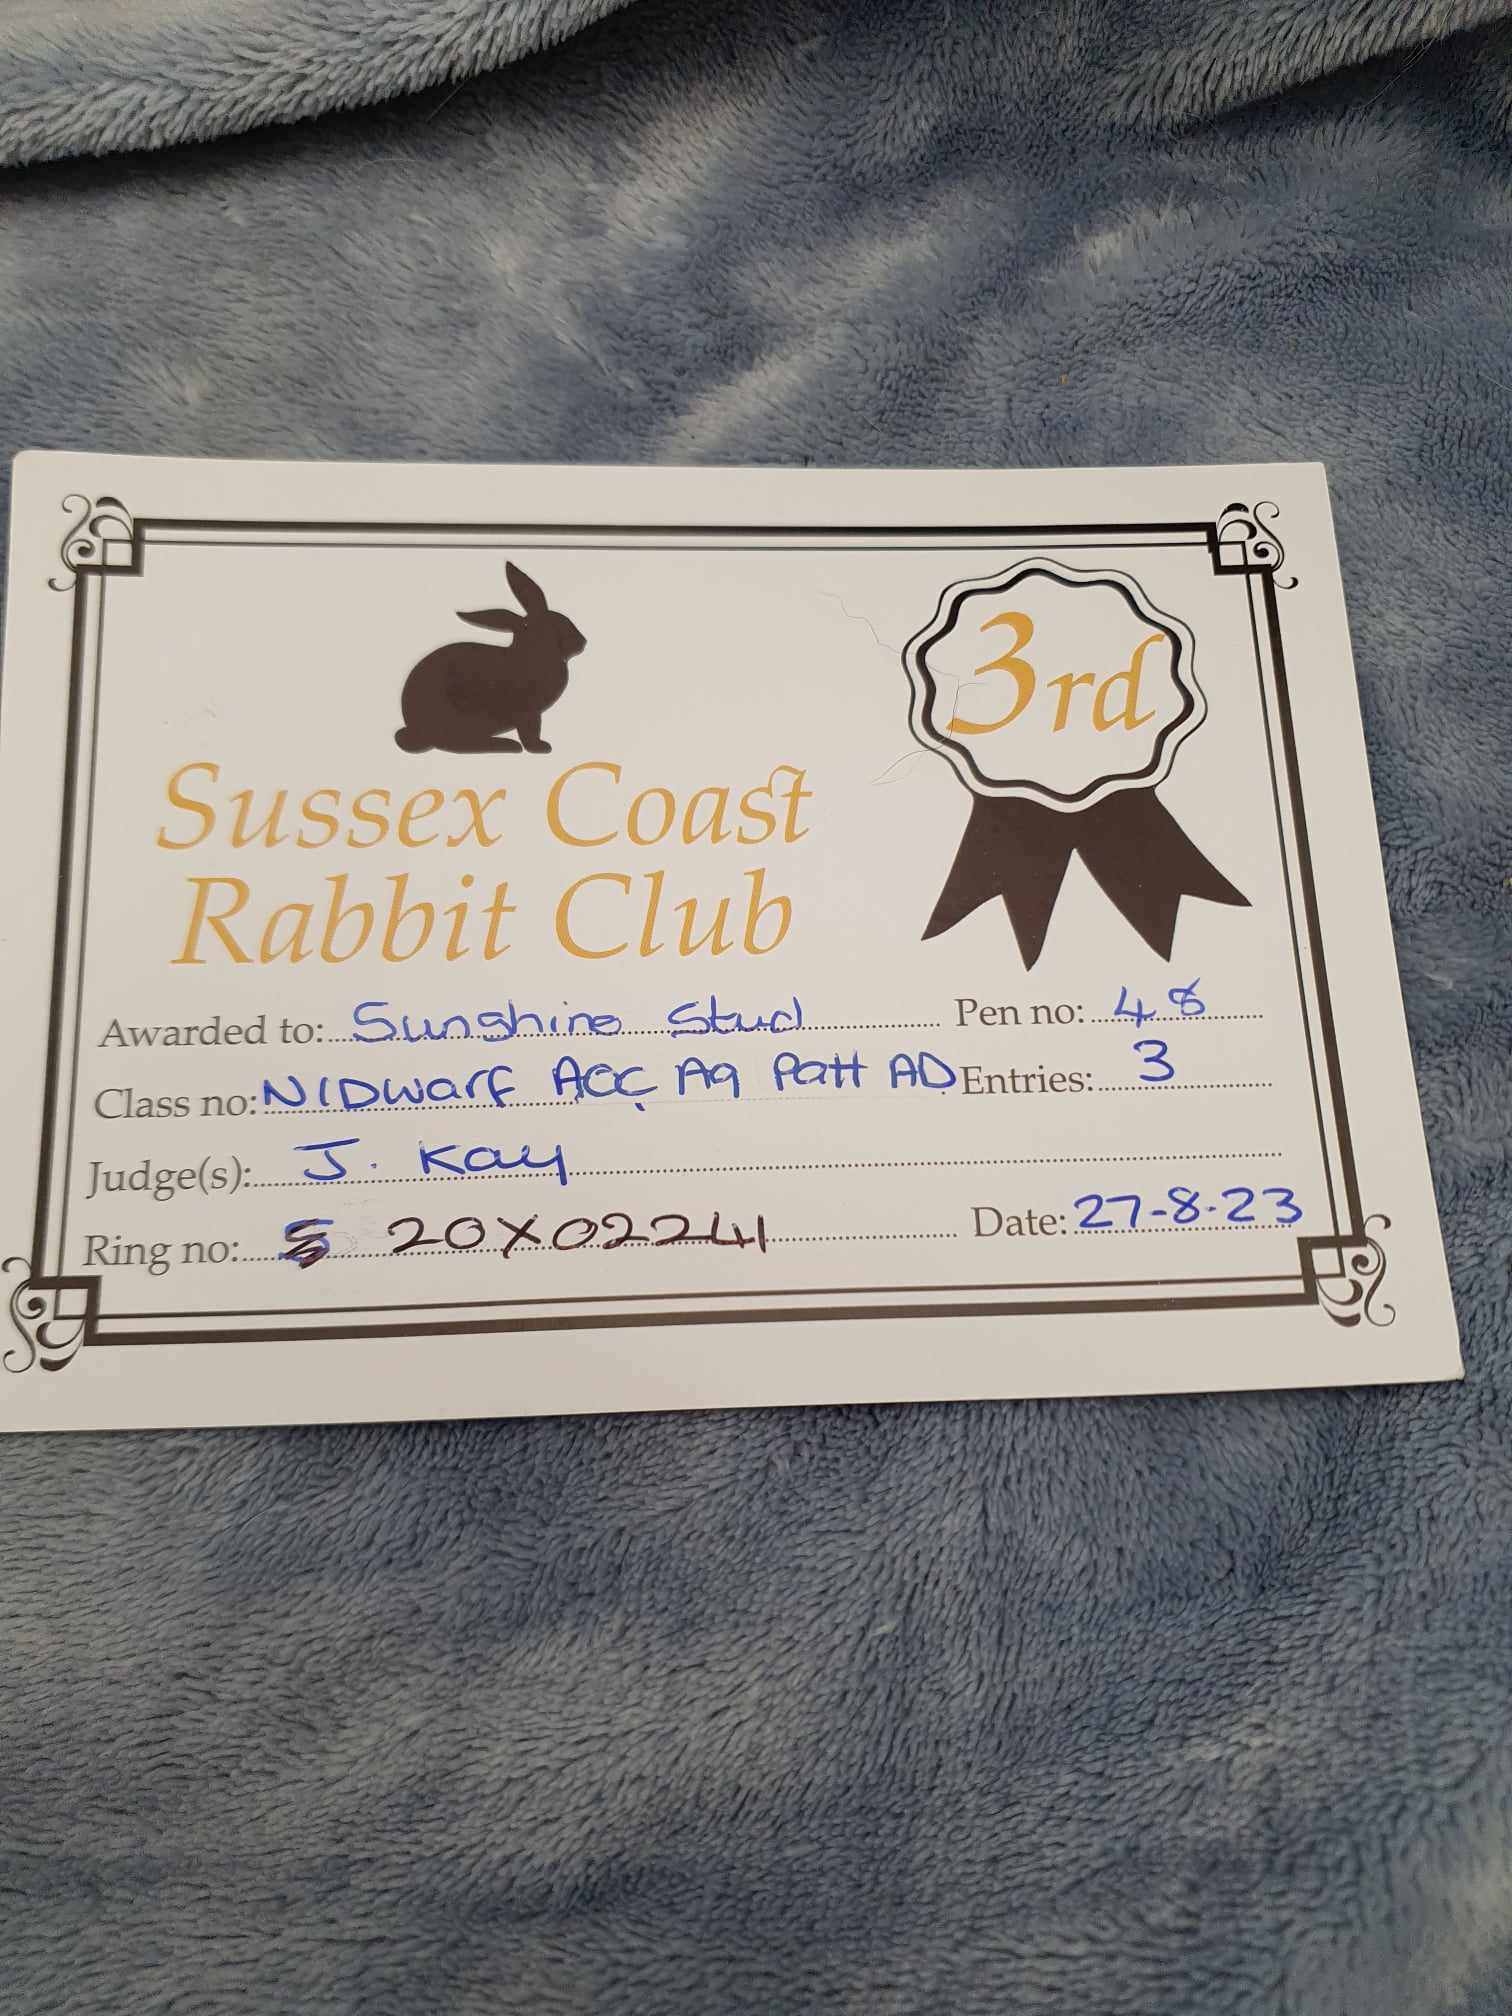 3rd
Sussex Coast
Rabbit Club
Awarded to: Sunshine Stud Pen no: 48
Class no: N/Dwarf AOC Ag Patt AD Entries: 3
Judge(s): J. Kay
Ring no: 20X02241 Date: 27-8-23